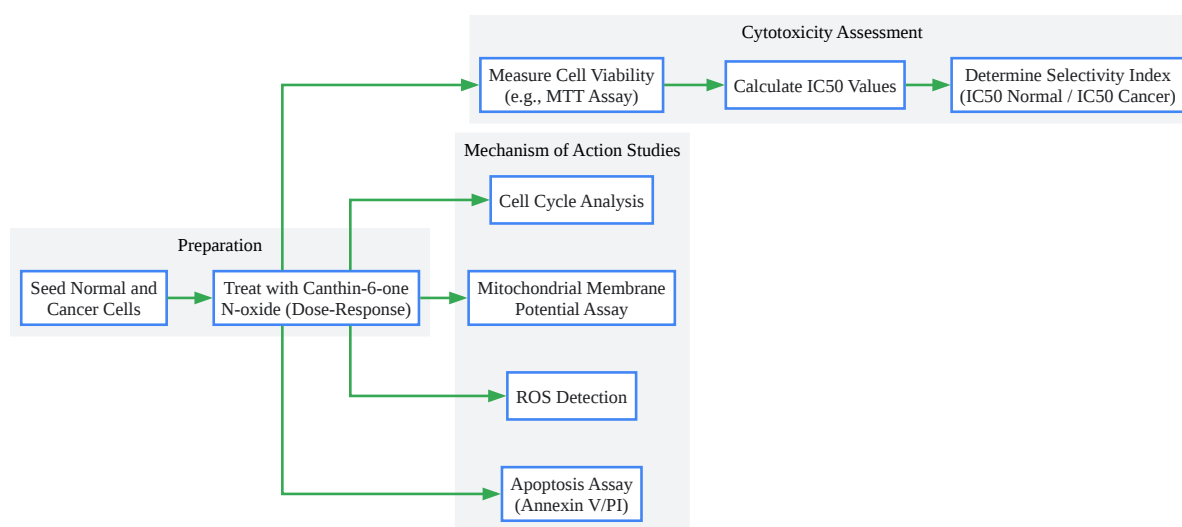 Cytotoxicity Assessment
Measure Cell Viability
(e.g., MTT Assay)
Calculate IC50 Values
Determine Selectivity Index
(IC50 Normal / IC50 Cancer)
Mechanism of Action Studies
Cell Cycle Analysis
Preparation
Seed Normal and
Cancer Cells
Treat with Canthin-6-one
N-oxide (Dose-Response)
Mitochondrial Membrane
Potential Assay
ROS Detection
Apoptosis Assay
(Annexin V/PI)